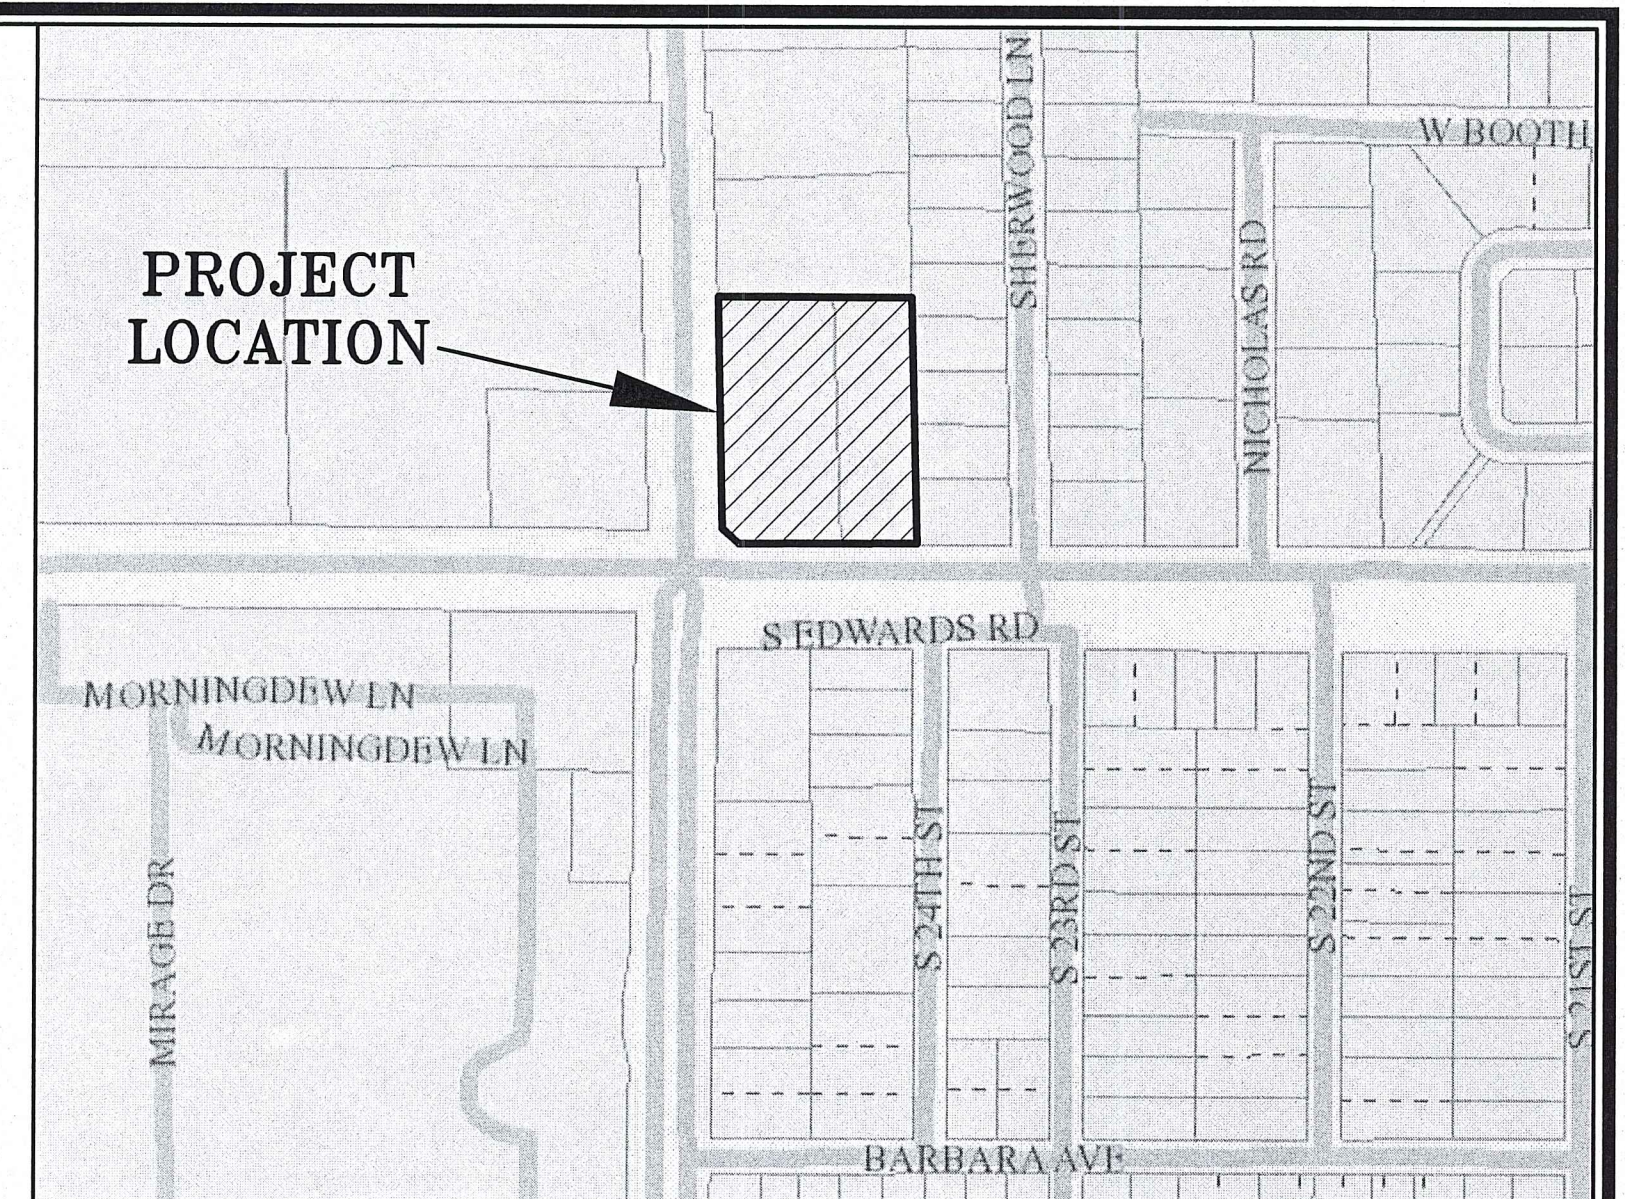 W BOOTH
SHERWOOD LN
NICHOLAS RD
PROJECT
LOCATION
S EDWARDS RD
MORNINGDEW LN
MORNINGDEW LN
MIRAGE DR
S 24TH ST
S 23RD ST
S 22ND ST
S 21ST ST
BARBARA AVE